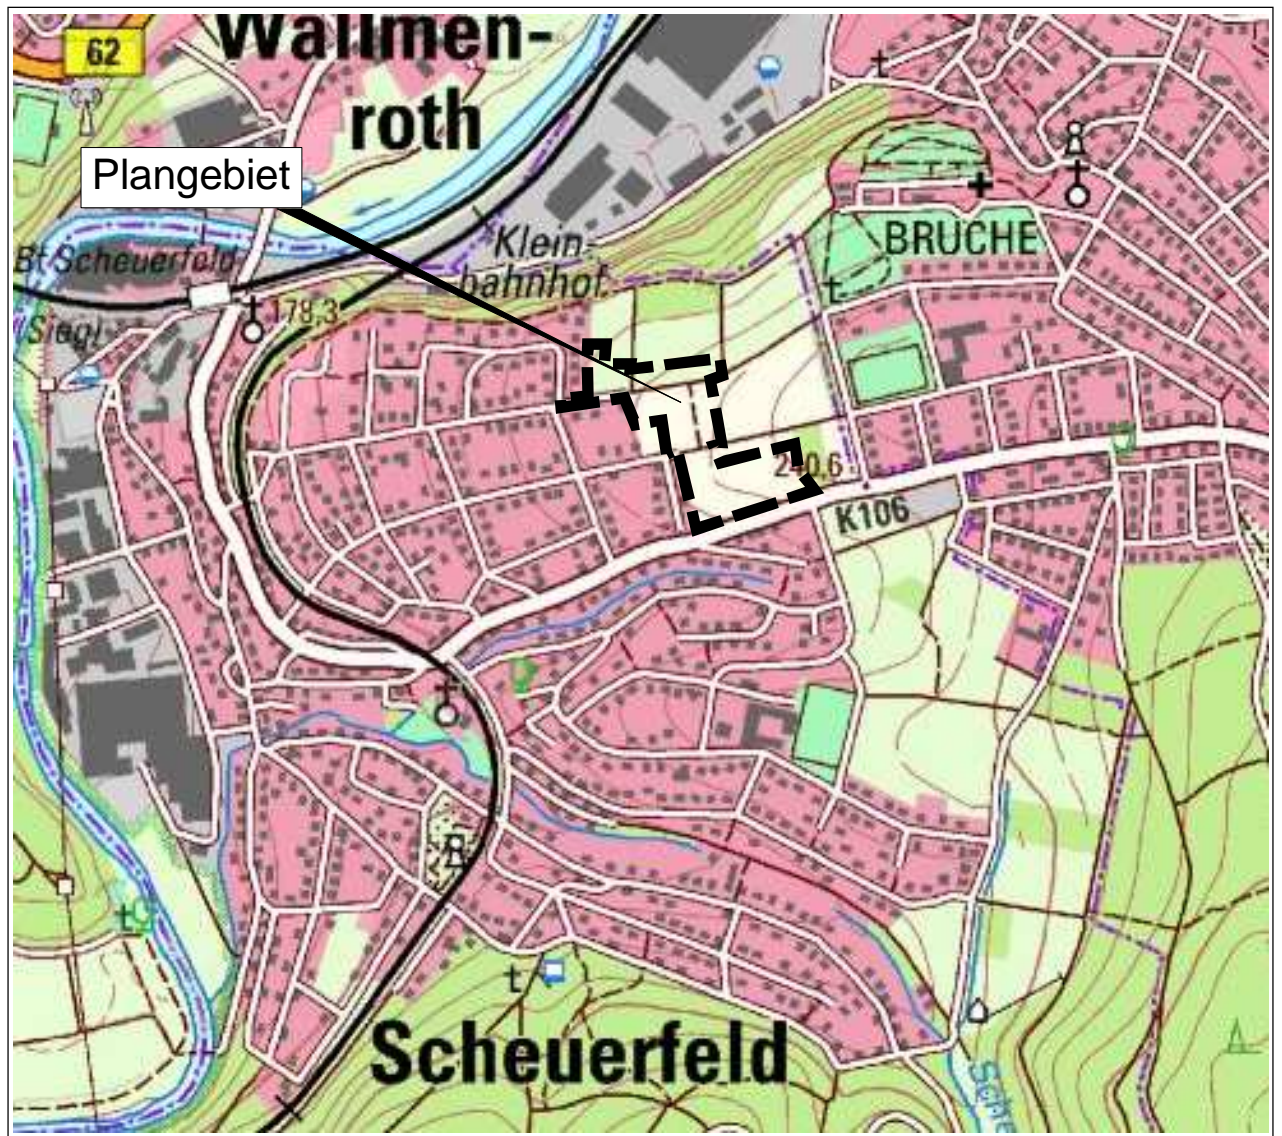 62
Wallmen-
roth
Plangebiet
Klein-
bahnhof
BRUCHE
Bf Scheuerfeld
(Sieg)
178,3
240,6
K106
Scheuerfeld